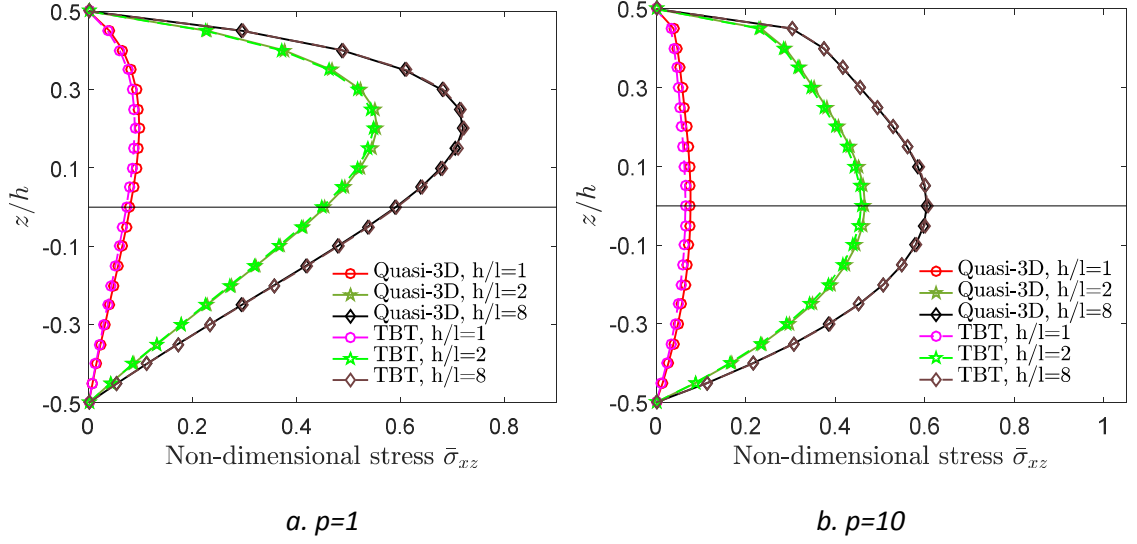 0.5
0.3
0.1
-0.1
-0.3
-0.5
z/h
Quasi-3D, h/l=1
Quasi-3D, h/l=2
Quasi-3D, h/l=8
TBT, h/l=1
TBT, h/l=2
TBT, h/l=8
0 0.2 0.4 0.6 0.8
Non-dimensional stress σ̄xz
a. p=1
0.5
0.3
0.1
-0.1
-0.3
-0.5
z/h
Quasi-3D, h/l=1
Quasi-3D, h/l=2
Quasi-3D, h/l=8
TBT, h/l=1
TBT, h/l=2
TBT, h/l=8
0 0.2 0.4 0.6 0.8 1
Non-dimensional stress σ̄xz
b. p=10